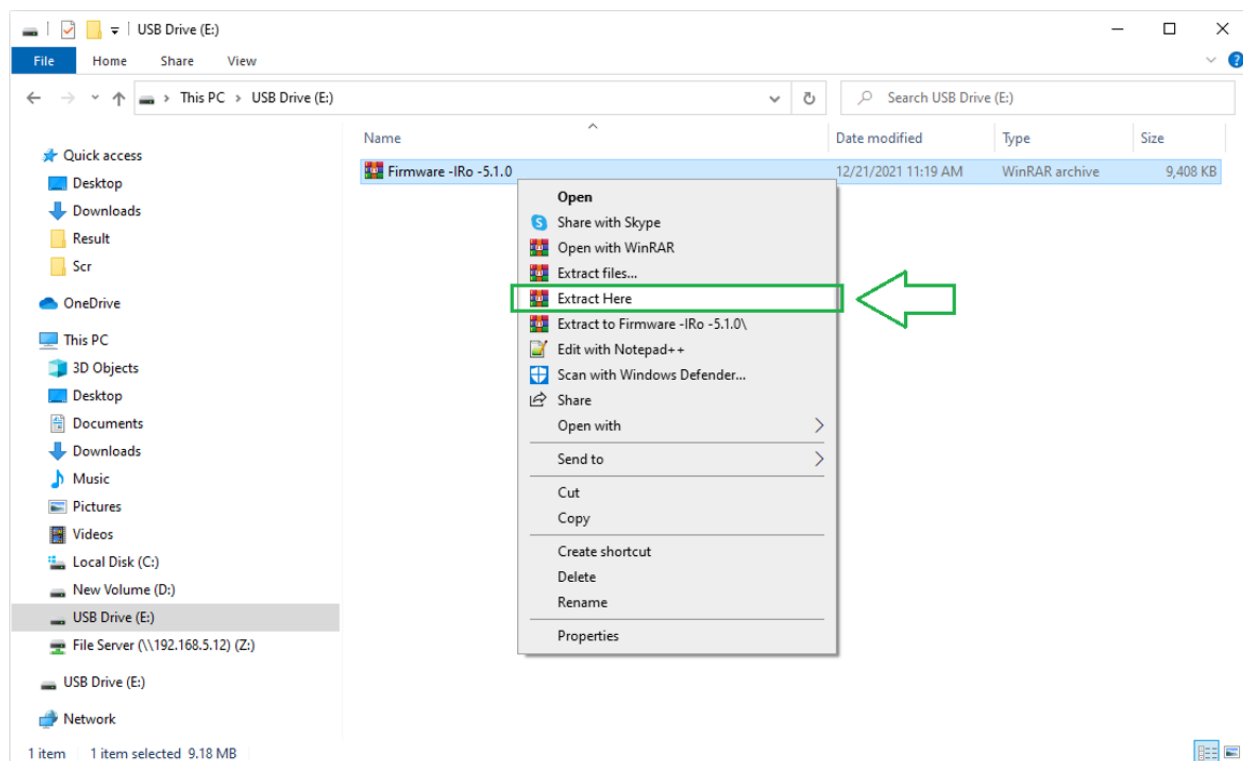 USB Drive (E:)
File Home Share View
This PC > USB Drive (E:)
Search USB Drive (E:)
Name Date modified Type Size
Firmware -IRo -5.1.0 12/21/2021 11:19 AM WinRAR archive 9,408 KB
Quick access
Desktop
Downloads
Result
Scr
OneDrive
This PC
3D Objects
Desktop
Documents
Downloads
Music
Pictures
Videos
Local Disk (C:)
New Volume (D:)
USB Drive (E:)
File Server (\\192.168.5.12) (Z:)
USB Drive (E:)
Network
Open
Share with Skype
Open with WinRAR
Extract files...
Extract Here
Extract to Firmware -IRo -5.1.0\
Edit with Notepad++
Scan with Windows Defender...
Share
Open with
Send to
Cut
Copy
Create shortcut
Delete
Rename
Properties
1 item 1 item selected 9.18 MB